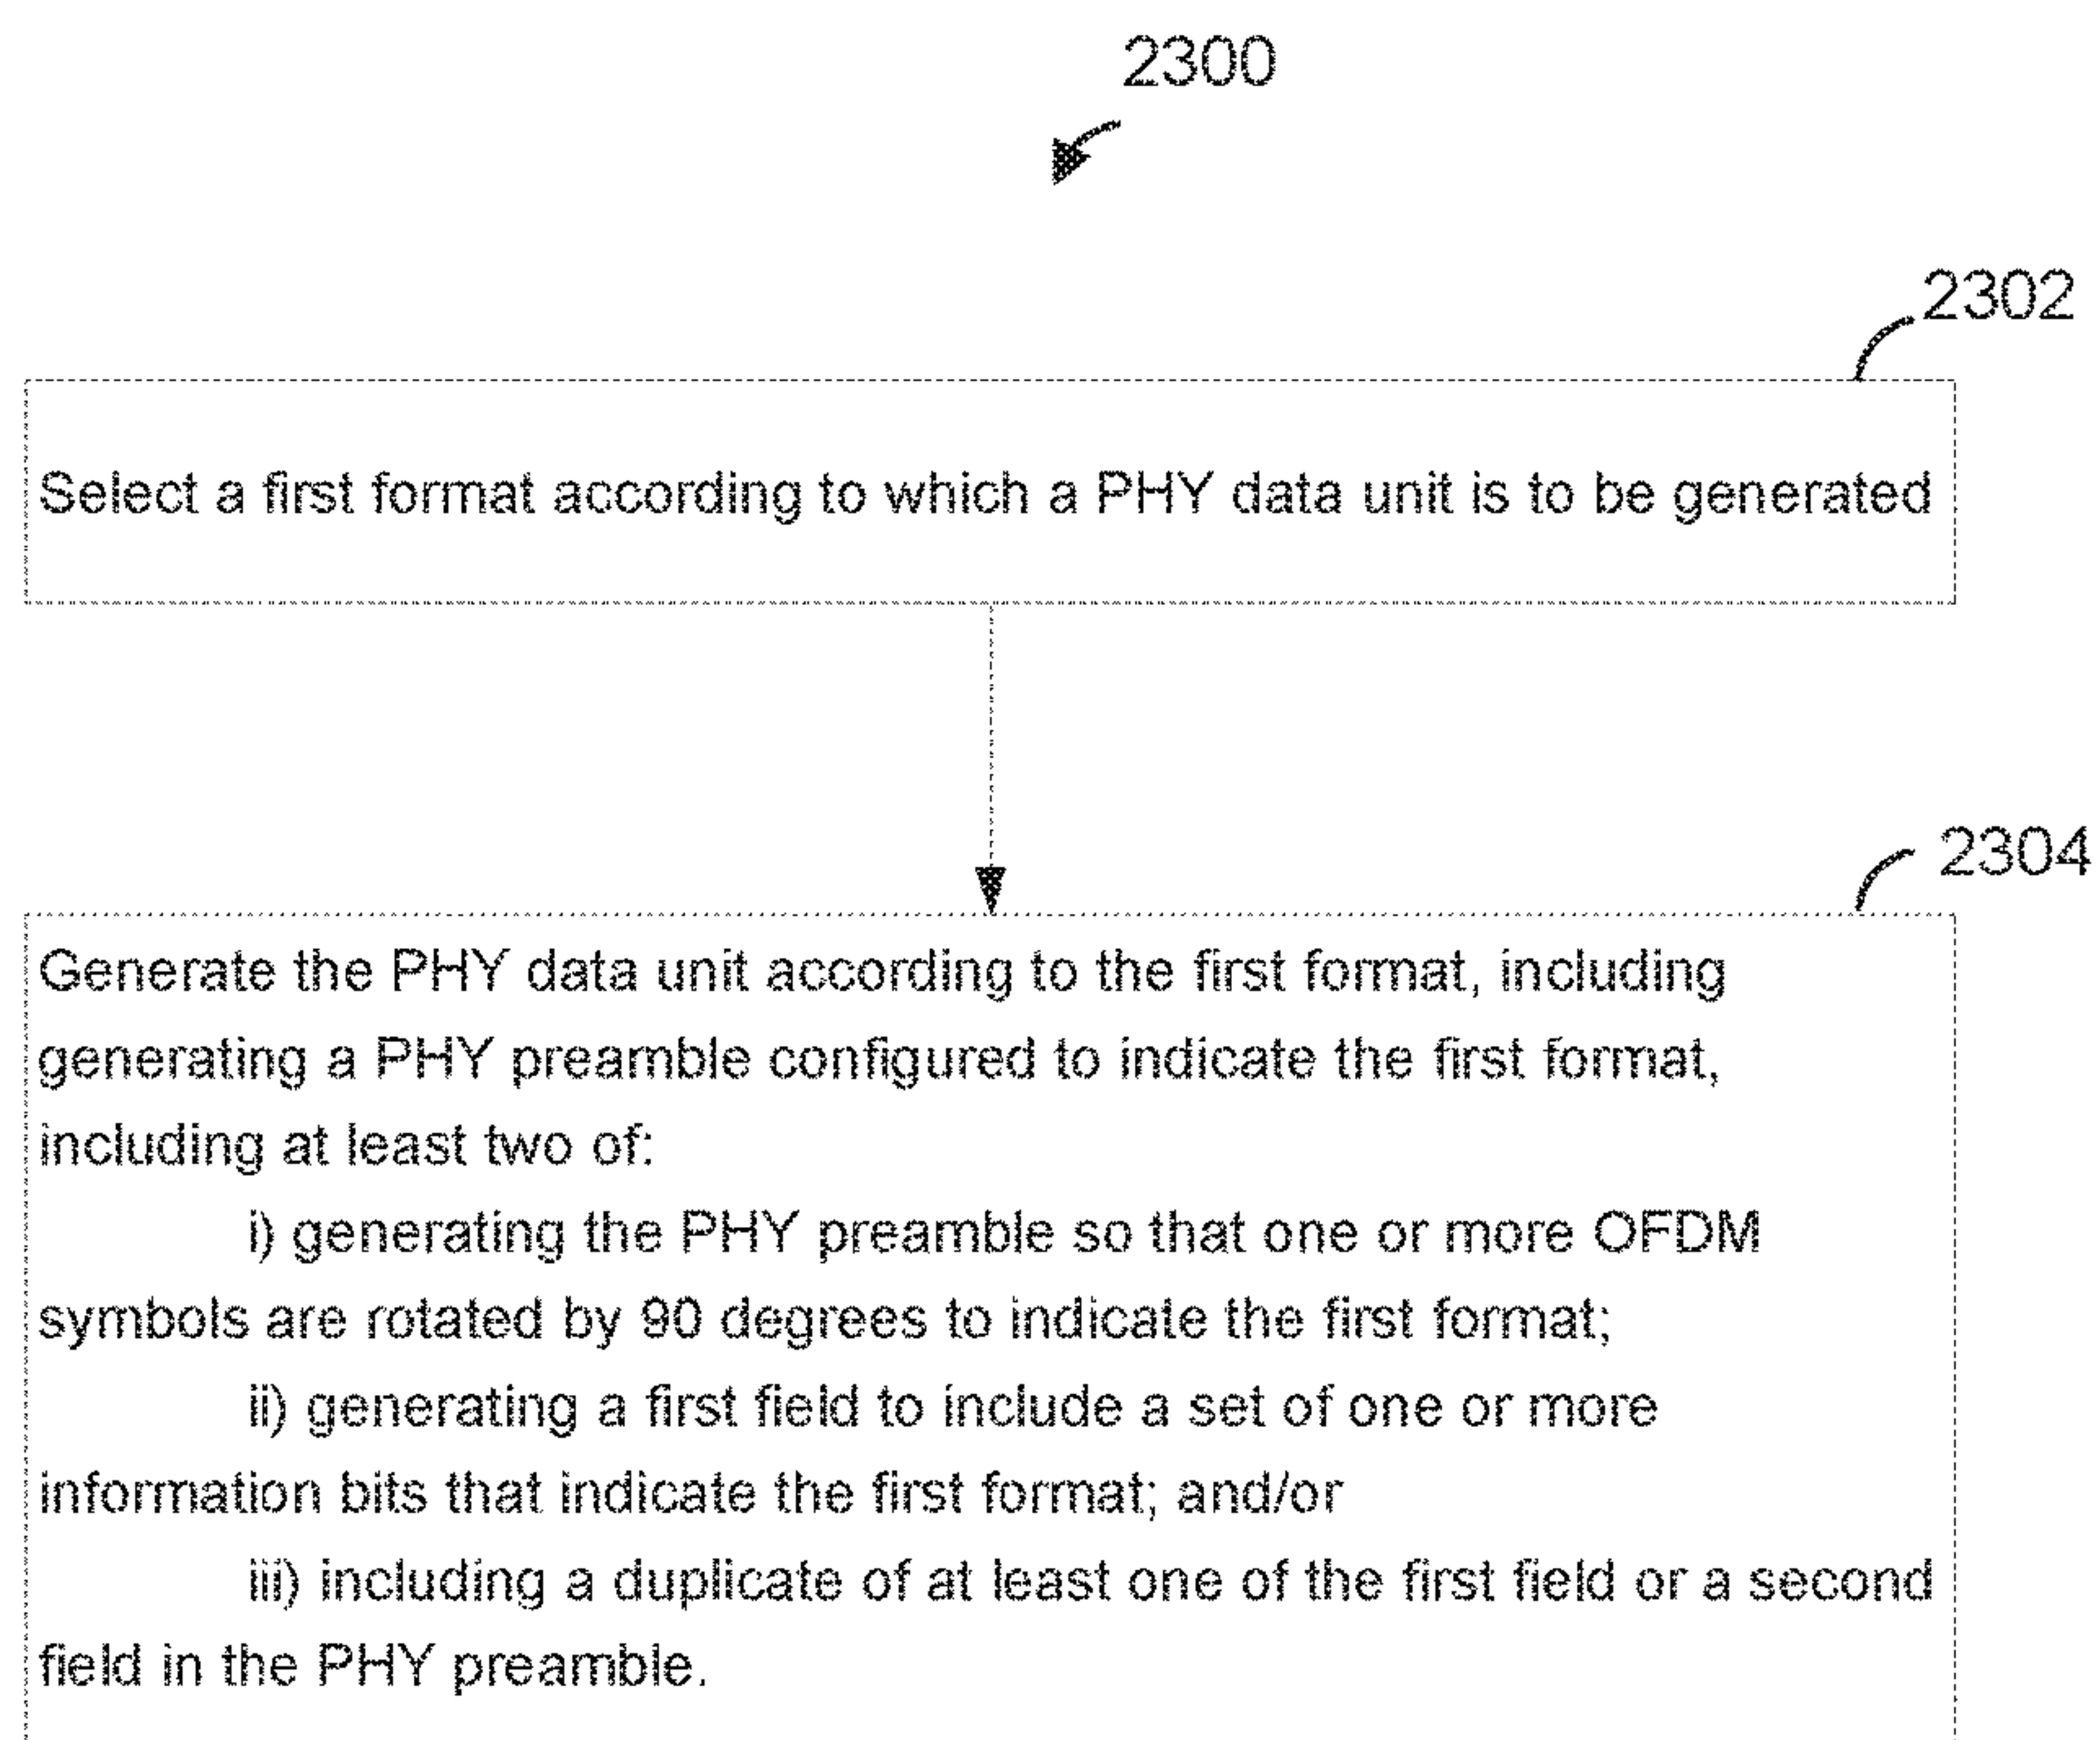 2300
2302
Select a first format according to which a PHY data unit is to be generated
2304
Generate the PHY data unit according to the first format, including
generating a PHY preamble configured to indicate the first format,
including at least two of:
i) generating the PHY preamble so that one or more OFDM
symbols are rotated by 90 degrees to indicate the first format;
ii) generating a first field to include a set of one or more
information bits that indicate the first format; and/or
iii) including a duplicate of at least one of the first field or a second
field in the PHY preamble.